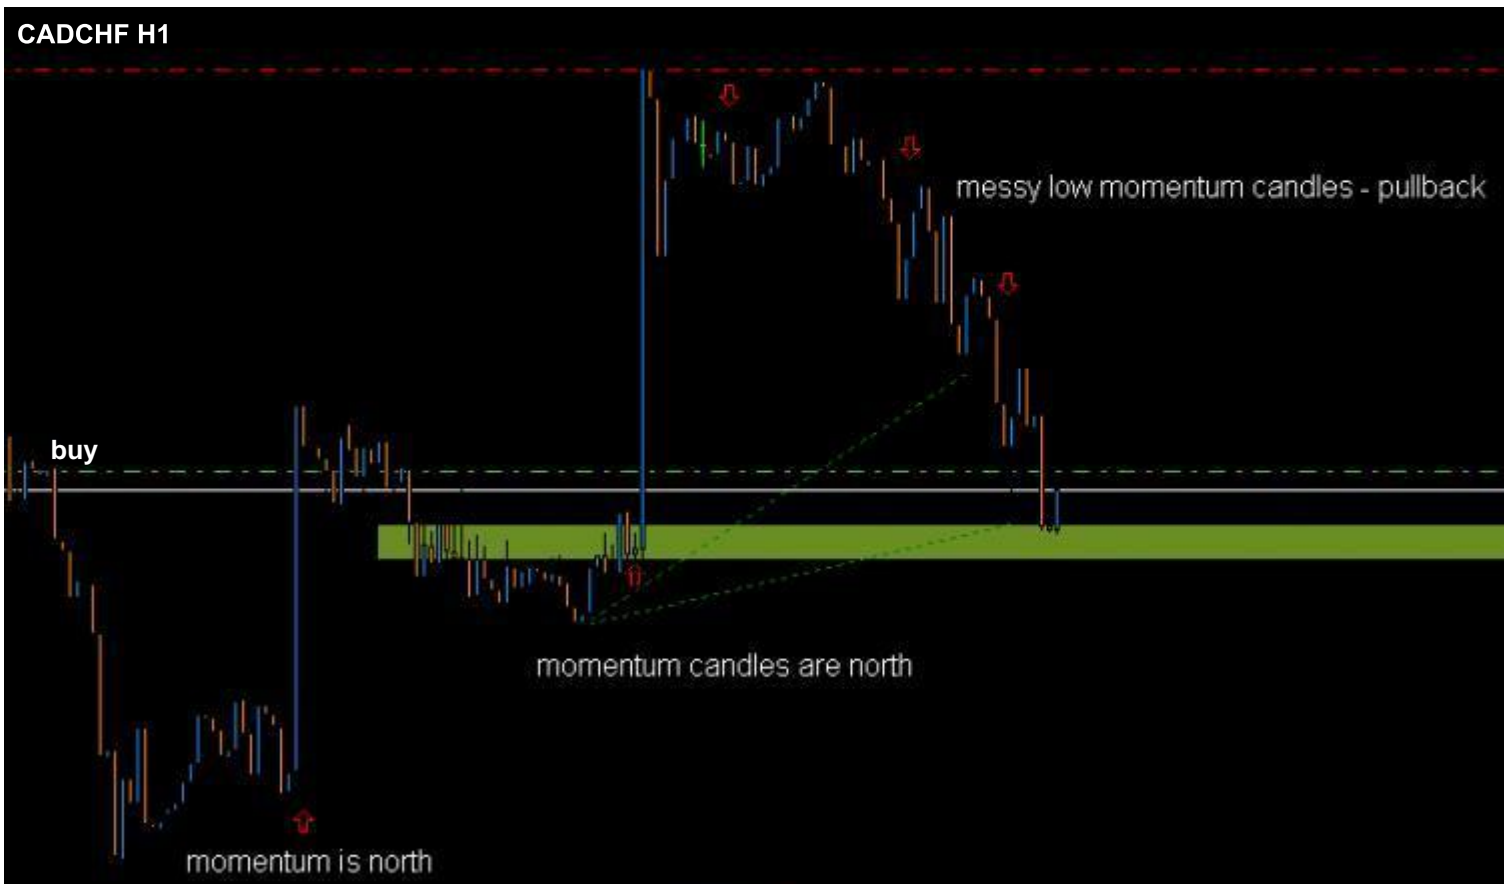 CADCHF H1
messy low momentum candles - pullback
buy
momentum candles are north
momentum is north